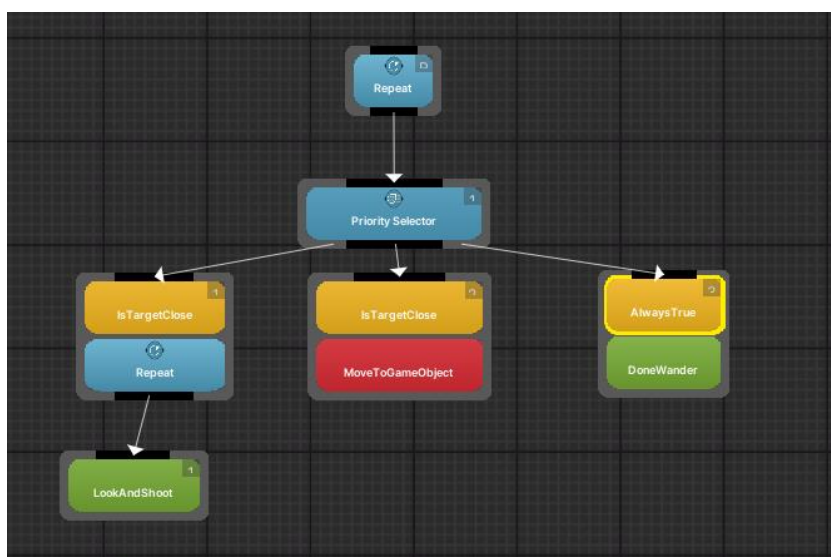 Repeat
Priority Selector
IsTargetClose
Repeat
IsTargetClose
MoveToGameObject
AlwaysTrue
DoneWander
LookAndShoot